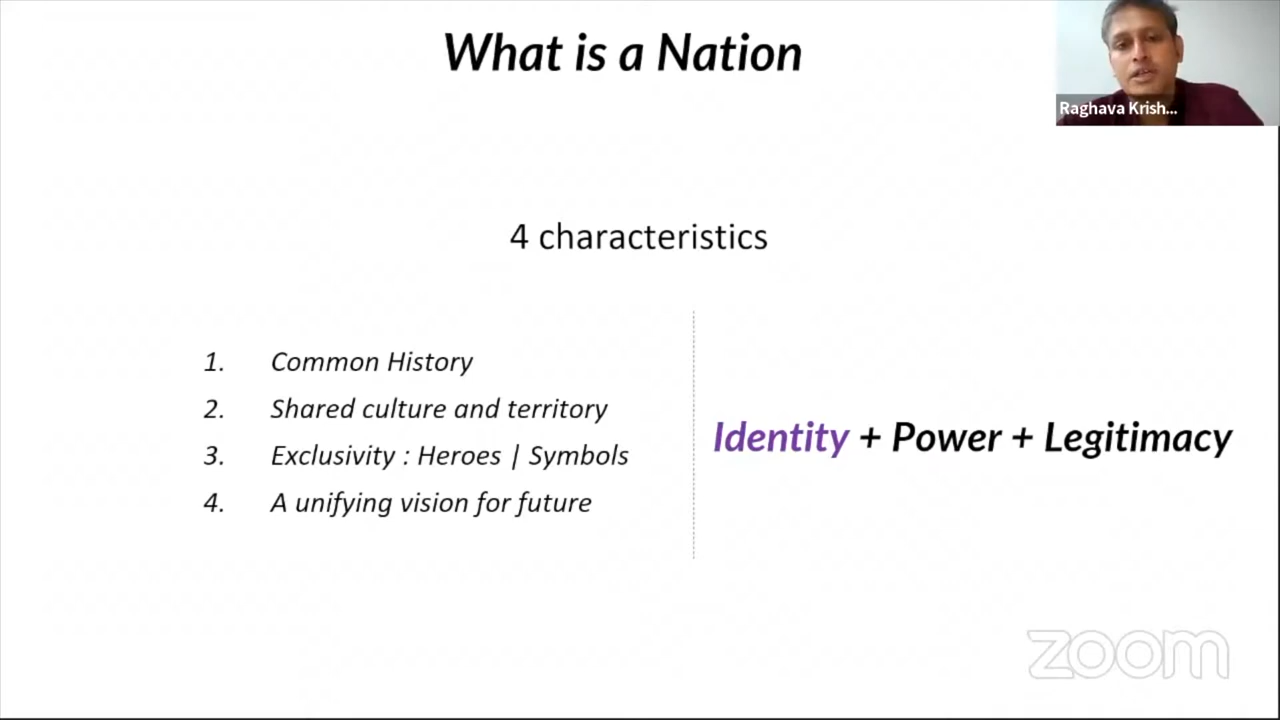 What is a Nation
Raghava Krish...
4 characteristics
1. Common History
2. Shared culture and territory
3. Exclusivity : Heroes | Symbols
4. A unifying vision for future
Identity + Power + Legitimacy
zoom